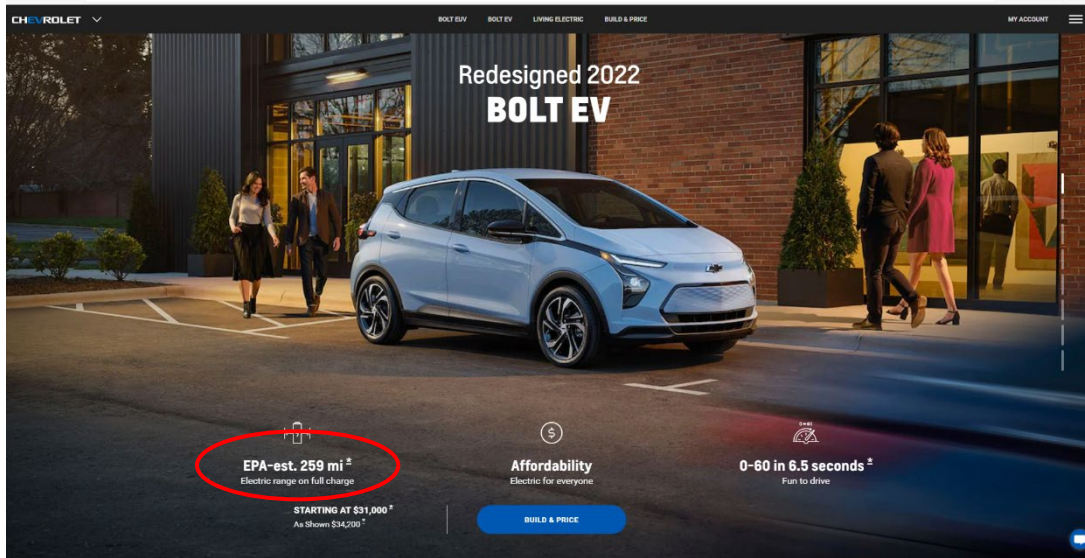 CHEVROLET
BOLT EUV
BOLT EV
LIVING ELECTRIC
BUILD & PRICE
MY ACCOUNT
Redesigned 2022
BOLT EV
EPA-est. 259 mi *
Electric range on full charge
Affordability
Electric for everyone
0-60 in 6.5 seconds *
Fun to drive
STARTING AT $31,000 *
As Shown $34,200 *
BUILD & PRICE